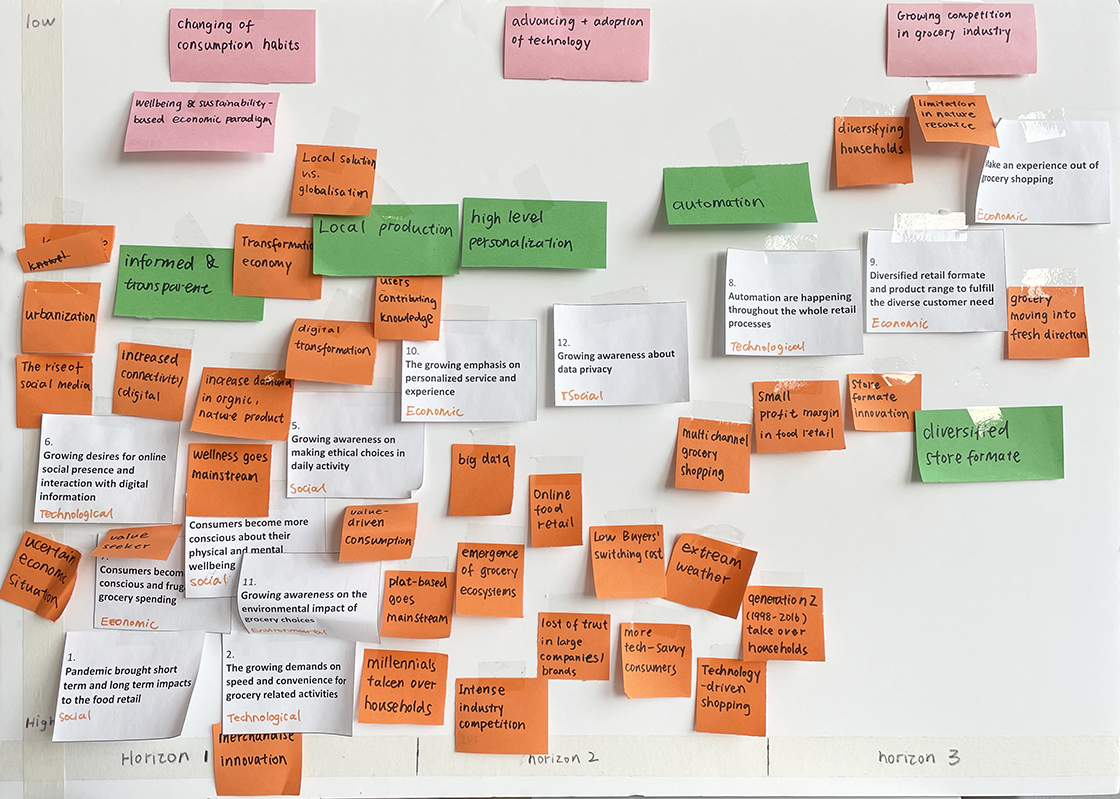 low
changing of
consumption habits
advancing + adoption
of technology
Growing competition
in grocery industry
wellbeing & sustainability-
based economic paradigm
limitation
in nature
resource
diversifying
households
Make an experience out of
grocery shopping
Economic
Local solution
v.s.
globalisation
automation
Local production
high level
personalization
Transformatio
economy
informed &
transparent
urbanization
users
contributing
knowledge
8.
Automation are happening
throughout the whole retail
processes
Technological
9.
Diversified retail formate
and product range to fulfill
the diverse customer need
Economic
grocery
moving into
fresh direction
digital
transformation
10.
The growing emphasis on
personalized service and
experience
Economic
12.
Growing awareness about
data privacy
Social
The rise of
social media
increased
connectivity
(digital
increase demand
in orgnic,
nature product
5.
Growing awareness on
making ethical choices in
daily activity
Social
small
profit margin
in food retail
Store
formate
innovation
diversified
store formate
multichannel
grocery
shopping
6.
Growing desires for online
social presence and
interaction with digital
information
Technological
wellness goes
mainstream
big data
Online
food
retail
Consumers become more
conscious about their
physical and mental
wellbeing
Social
value-
driven
consumption
ucertain
economic
situation
value
seeker
Consumers becom
conscious and frug
grocery spending
Economic
11.
Growing awareness on the
environmental impact of
grocery choices
Environmental
plat-based
goes
mainstream
emergence
of grocery
ecosystems
Low Buyers'
switching cost
extream
weather
generation Z
(1998-2016)
take over
households
lost of trust
in large
companies/
brands
more
tech-savvy
consumers
Technology
-driven
shopping
1.
Pandemic brought short
term and long term impacts
to the food retail
Social
2.
The growing demands on
speed and convenience for
grocery related activities
Technological
millennials
taken over
households
Intense
industry
competition
High
merchandise
innovation
Horizon 1
horizon 2
horizon 3